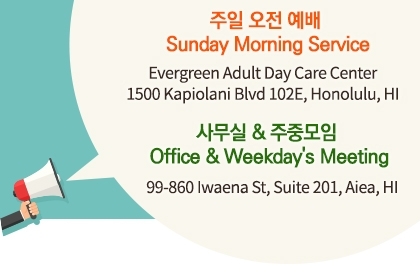 주일 오전 예배
Sunday Morning Service
Evergreen Adult Day Care Center
1500 Kapiolani Blvd 102E, Honolulu, HI
사무실 & 주중모임
Office & Weekday's Meeting
99-860 Iwaena St, Suite 201, Aiea, HI